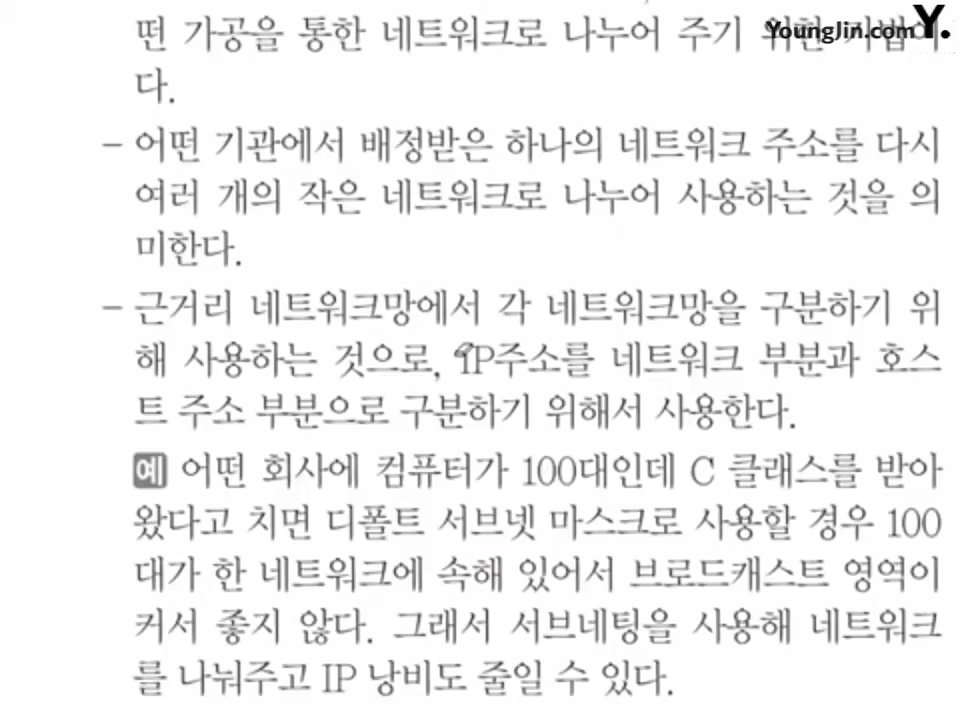 떤 가공을 통한 네트워크로 나누어 주기 위한 기법이
YoungJin.com Y.
다.
– 어떤 기관에서 배정받은 하나의 네트워크 주소를 다시
여러 개의 작은 네트워크로 나누어 사용하는 것을 의
미한다.
– 근거리 네트워크망에서 각 네트워크망을 구분하기 위
해 사용하는 것으로, IP주소를 네트워크 부분과 호스
트 주소 부분으로 구분하기 위해서 사용한다.
예 어떤 회사에 컴퓨터가 100대인데 C 클래스를 받아
왔다고 치면 디폴트 서브넷 마스크로 사용할 경우 100
대가 한 네트워크에 속해 있어서 브로드캐스트 영역이
커서 좋지 않다. 그래서 서브네팅을 사용해 네트워크
를 나눠주고 IP 낭비도 줄일 수 있다.